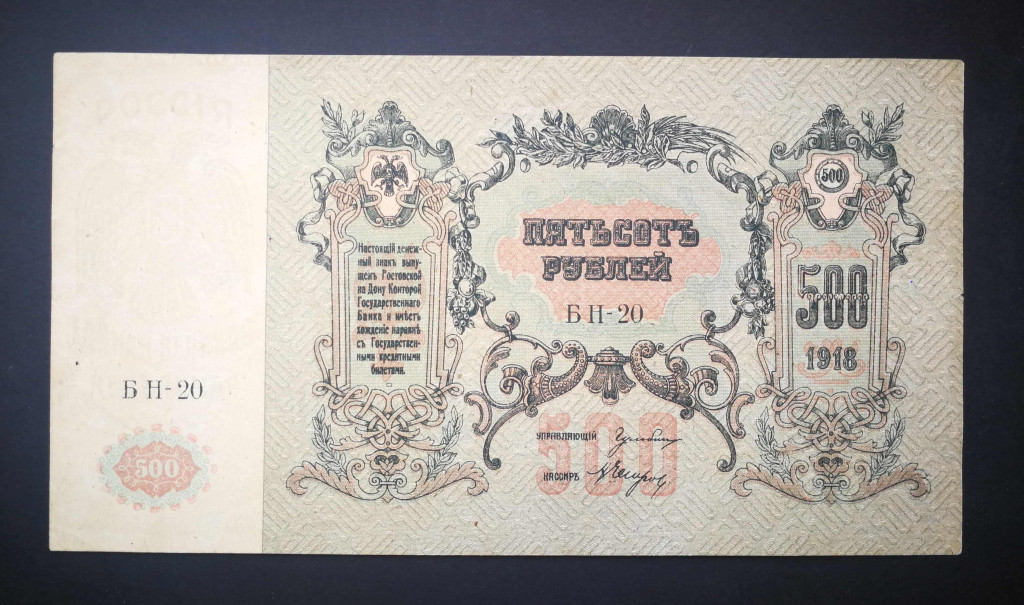 500
ПЯТЬСОТЪ
РУБЛЕЙ
БН-20
Настоящій денеж-
ный знакъ выпу-
щенъ Ростовской
на Дону Конторой
Государственнаго
Банка и имѣетъ
хожденіе наравнѣ
съ Государствен-
ными кредитными
билетами.
500
1918
БН-20
500
500
УПРАВЛЯЮЩІЙ
КАССИРЪ